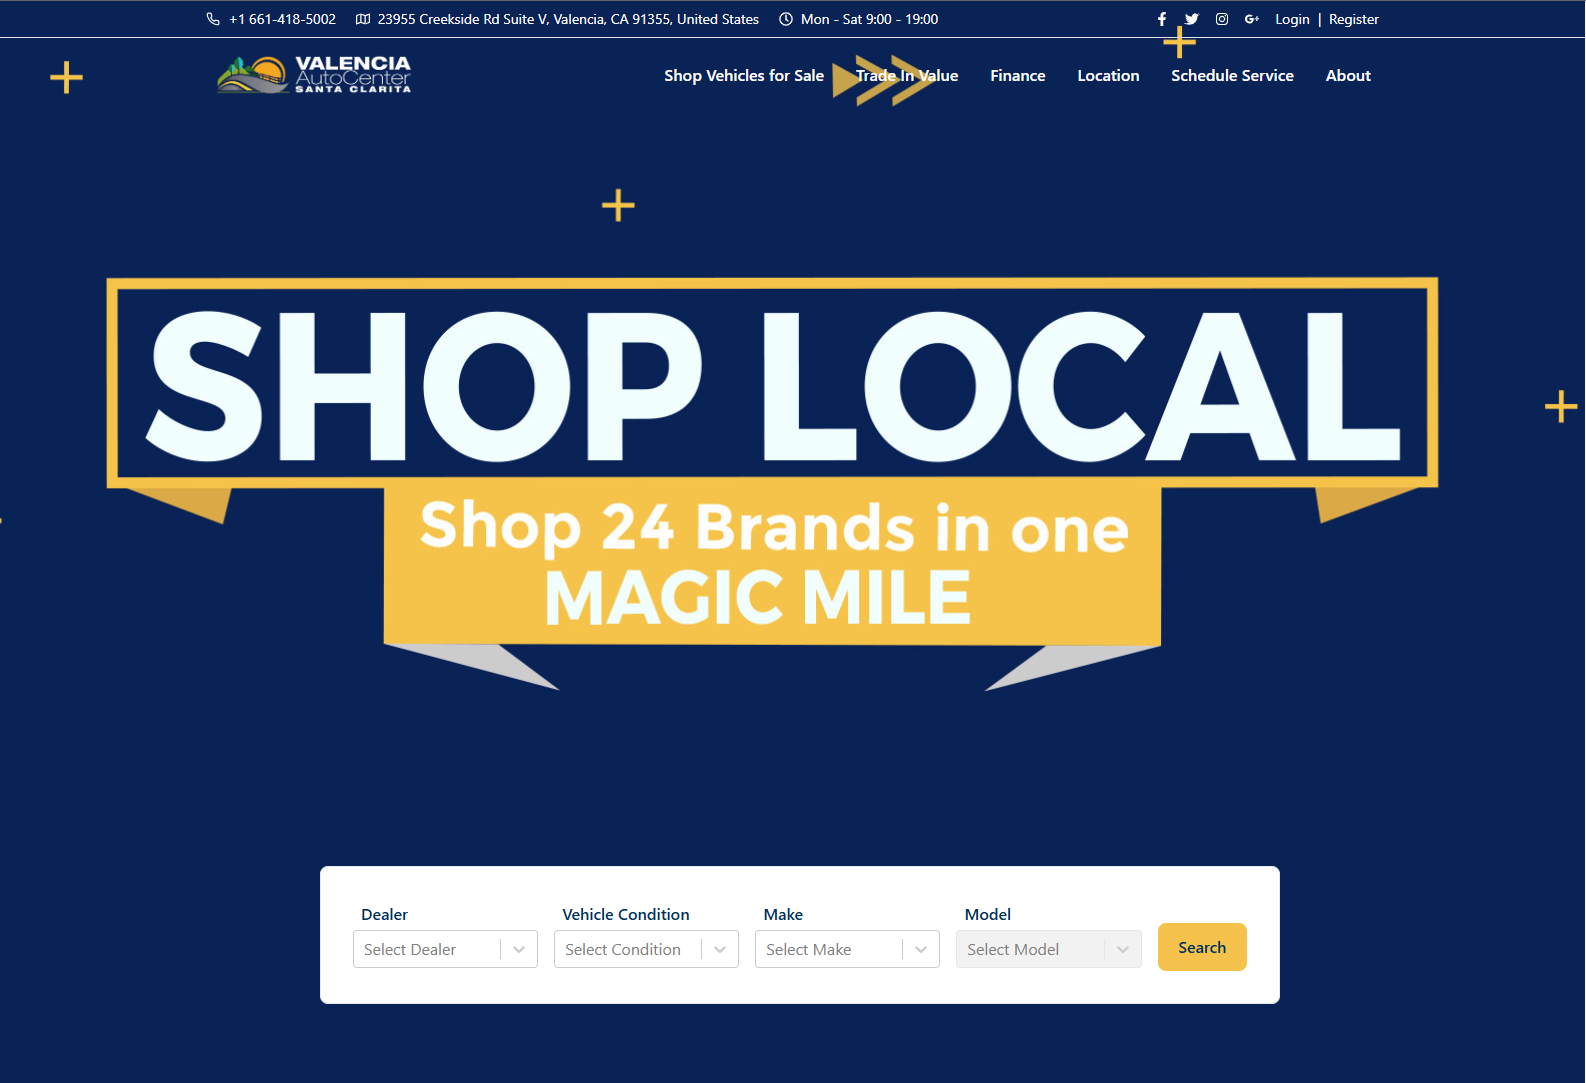 +1 661-418-5002 23955 Creekside Rd Suite V, Valencia, CA 91355, United States Mon - Sat 9:00 - 19:00 Login | Register
VALENCIA
AutoCenter
SANTA CLARITA
Shop Vehicles for Sale Trade In Value Finance Location Schedule Service About
SHOP LOCAL
Shop 24 Brands in one
MAGIC MILE
Dealer Vehicle Condition Make Model
Select Dealer Select Condition Select Make Select Model Search